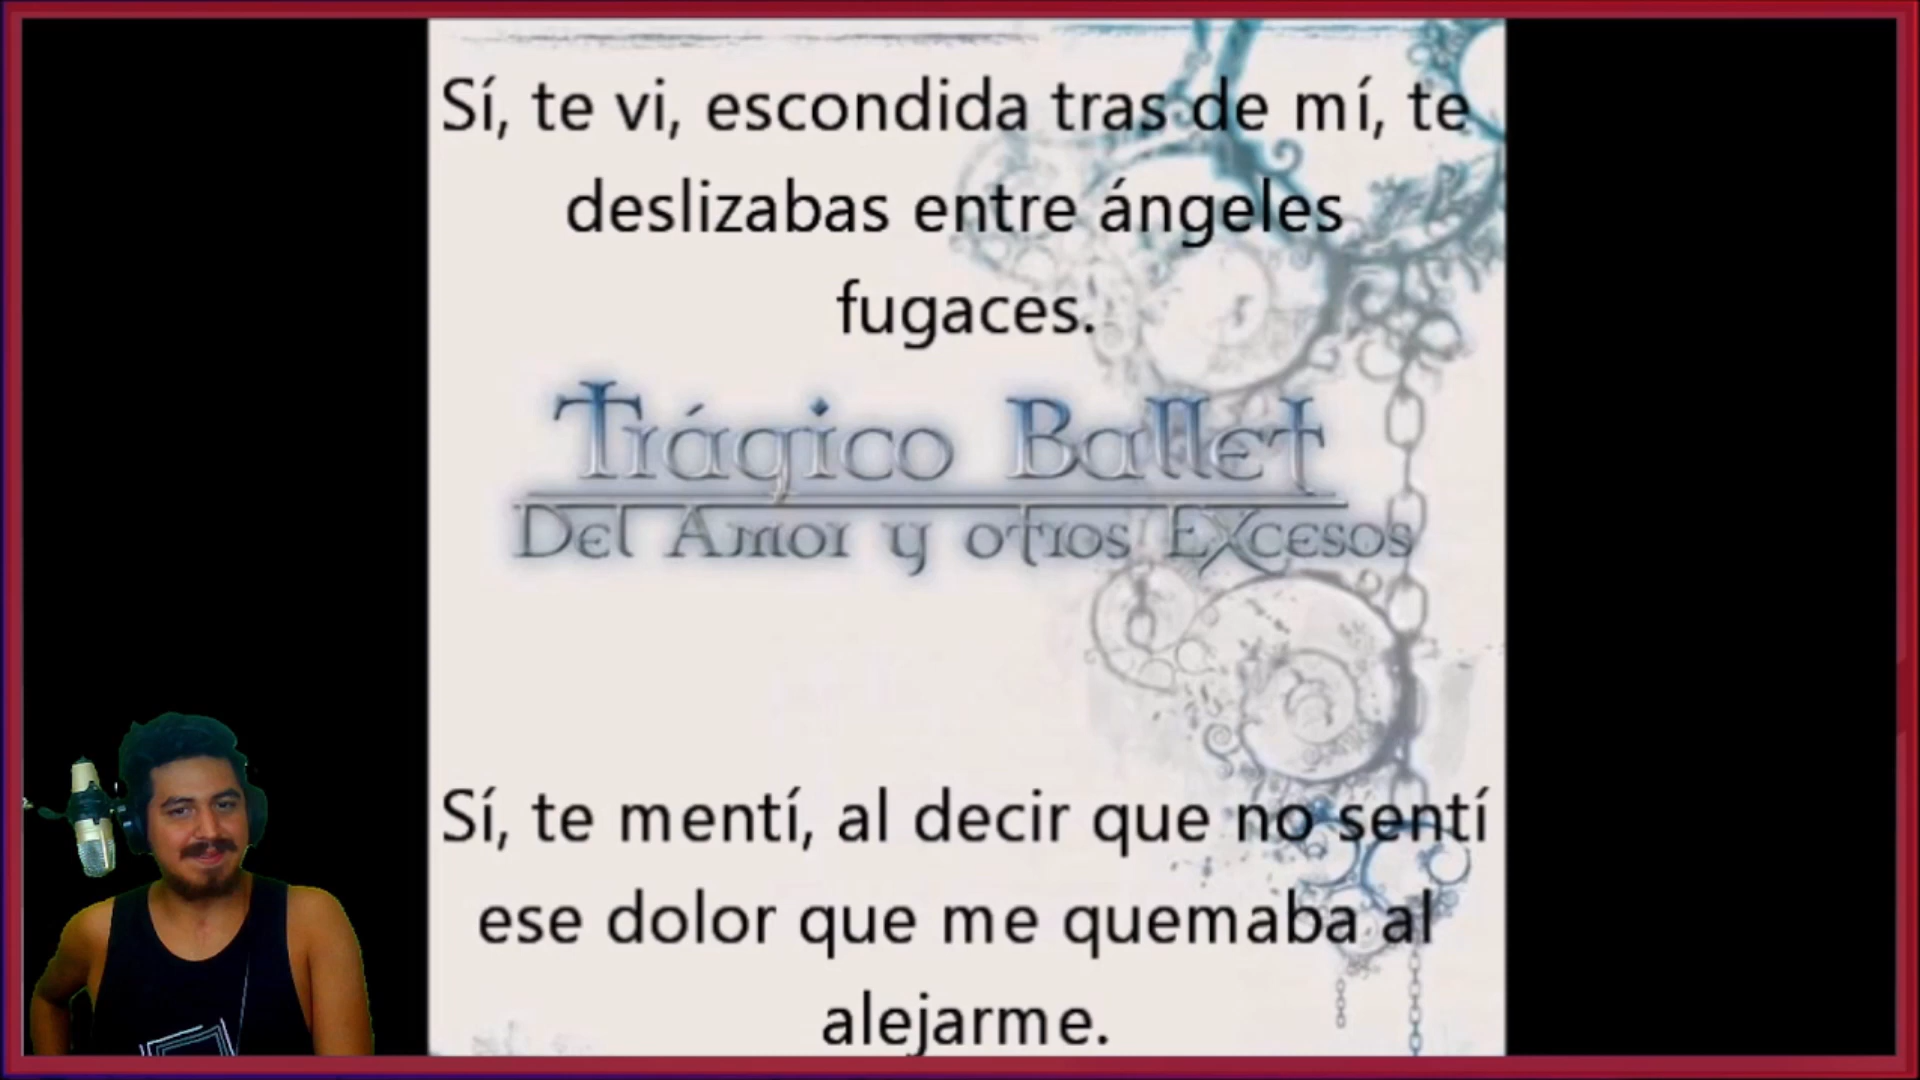 Sí, te vi, escondida tras de mí, te
deslizabas entre ángeles
fugaces.
Trágico Ballet
Del Amor y otros Excesos
Sí, te mentí, al decir que no sentí
ese dolor que me quemaba al
alejarme.